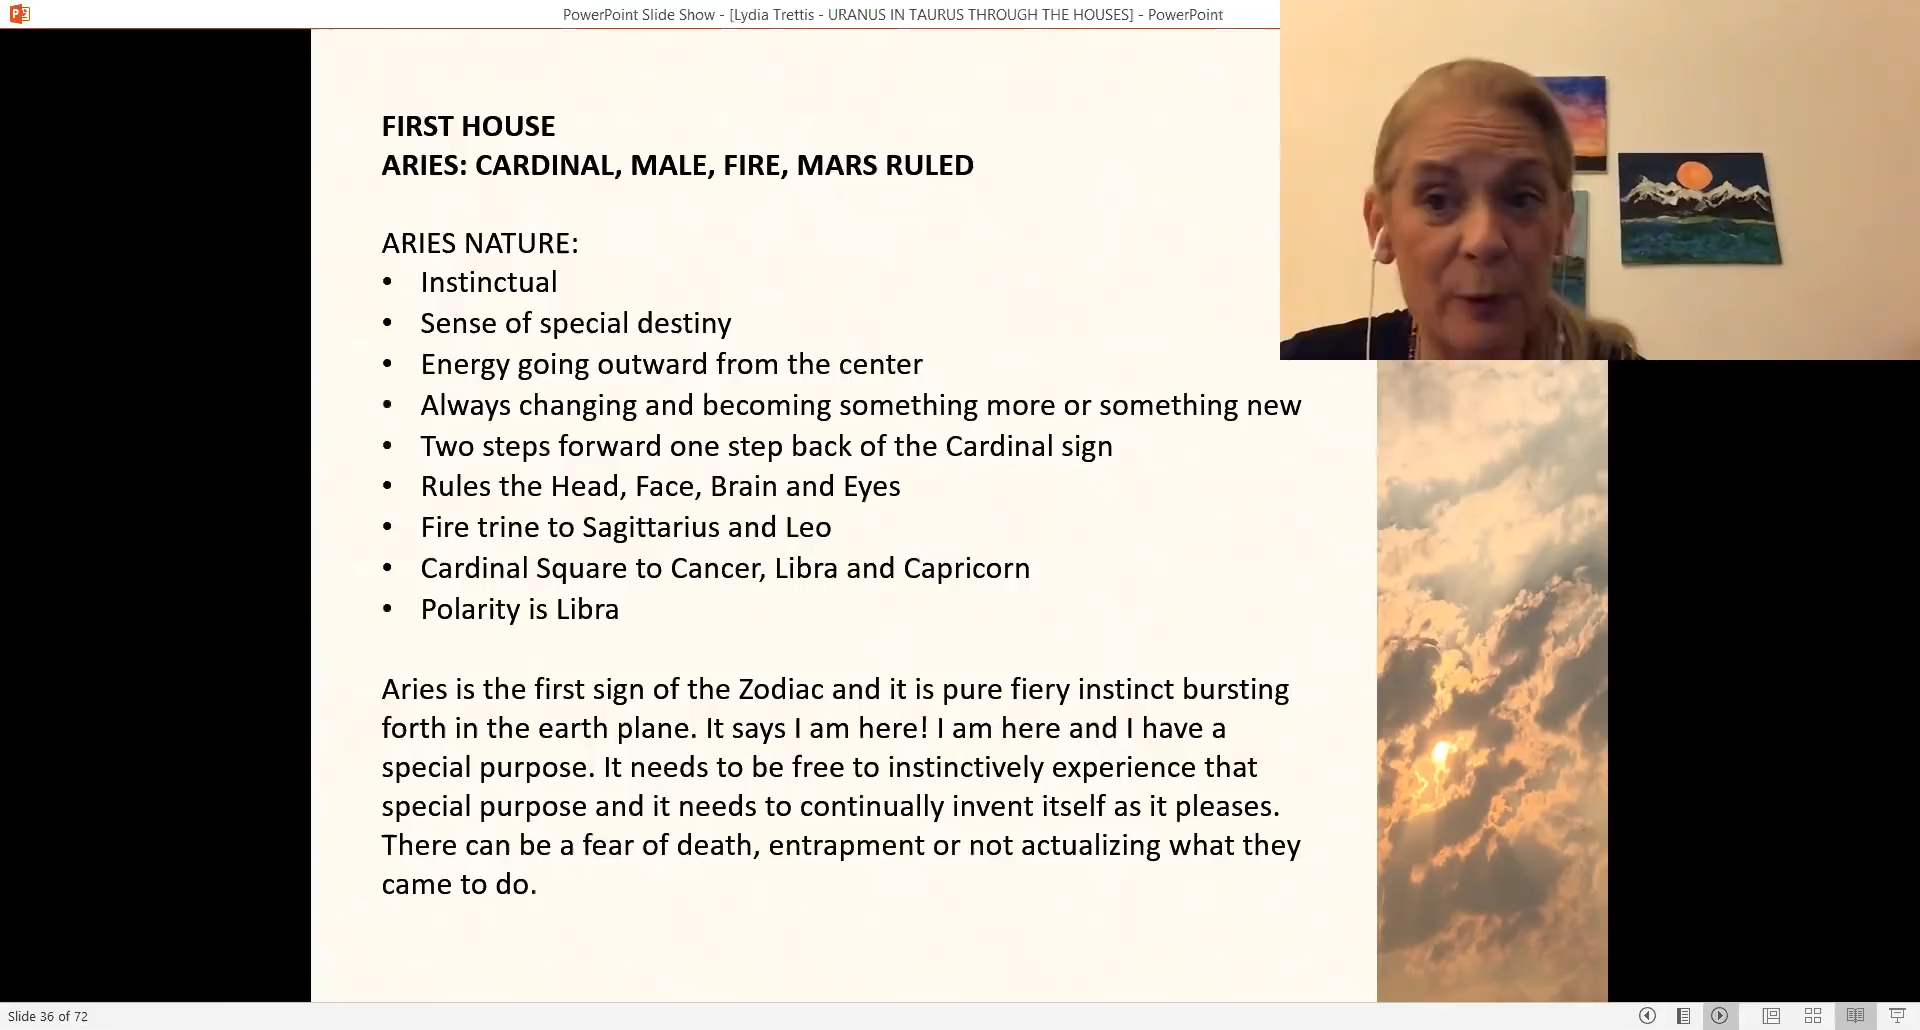 PowerPoint Slide Show - [Lydia Trettis - URANUS IN TAURUS THROUGH THE HOUSES] - PowerPoint
FIRST HOUSE
ARIES: CARDINAL, MALE, FIRE, MARS RULED
ARIES NATURE:
• Instinctual
• Sense of special destiny
• Energy going outward from the center
• Always changing and becoming something more or something new
• Two steps forward one step back of the Cardinal sign
• Rules the Head, Face, Brain and Eyes
• Fire trine to Sagittarius and Leo
• Cardinal Square to Cancer, Libra and Capricorn
• Polarity is Libra
Aries is the first sign of the Zodiac and it is pure fiery instinct bursting
forth in the earth plane. It says I am here! I am here and I have a
special purpose. It needs to be free to instinctively experience that
special purpose and it needs to continually invent itself as it pleases.
There can be a fear of death, entrapment or not actualizing what they
came to do.
Slide 36 of 72